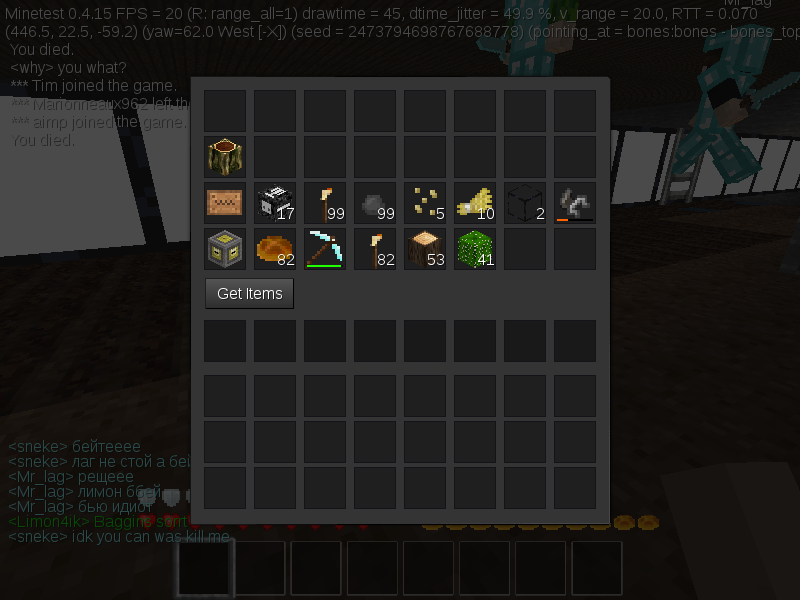 Minetest 0.4.15 FPS = 20 (R: range_all=1) drawtime = 45, dtime_jitter = 49.9 %, v_range = 20.0, RTT = 0.070
Mr_lag
(446.5, 22.5, -59.2) (yaw=62.0 West [-X]) (seed = 2473794698767688778) (pointing_at = bones:bones - bones_top
You died.
<why> you what?
*** Tim joined the game.
*** Marionneaux962 left the
*** aimp joined the game.
You died.
17 99 99 5 10 2
82 82 53 41
Get Items
<sneke> бейтееее
<sneke> лаг не стой а бей
<Mr_lag> рещеее
<Mr_lag> лимон ббей
<Mr_lag> бью идиот
<Limon4ik> Baggins sort
<sneke> idk you can was kill me